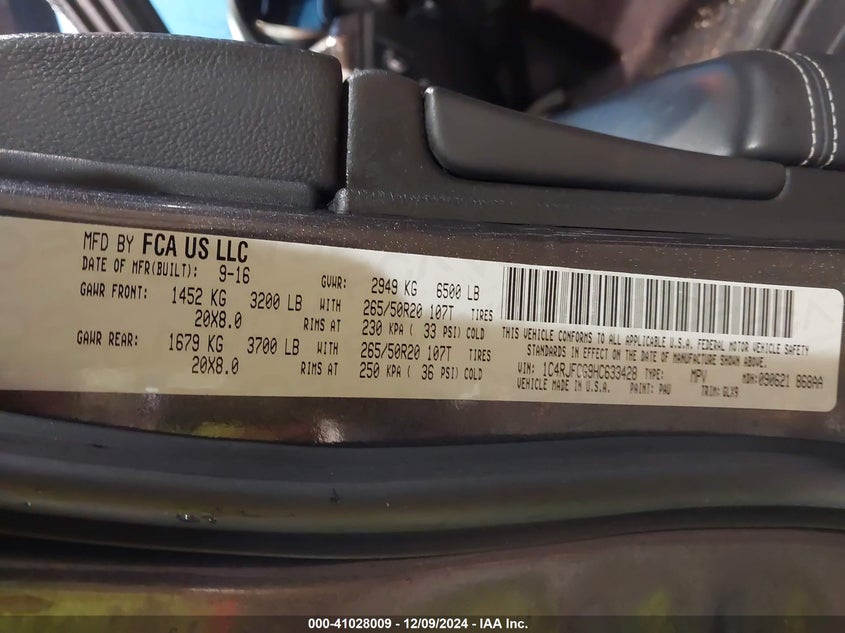 MFD BY FCA US LLC
DATE OF MFR(BUILT): 9-16 GVWR: 2949 KG 6500 LB
GAWR FRONT: 1452 KG 3200 LB WITH 265/50R20 107T TIRES
20X8.0 RIMS AT 230 KPA ( 33 PSI) COLD
GAWR REAR: 1679 KG 3700 LB WITH 265/50R20 107T TIRES
20X8.0 RIMS AT 250 KPA ( 36 PSI) COLD
THIS VEHICLE CONFORMS TO ALL APPLICABLE U.S.A. FEDERAL MOTOR VEHICLE SAFETY
STANDARDS IN EFFECT ON THE DATE OF MANUFACTURE SHOWN ABOVE.
VIN: 1C4RJFCG9HC633428 TYPE: MPV MDH: 090621 868AA
VEHICLE MADE IN U.S.A. PAINT: PAU TRIM: GLX9
000-41028009 - 12/09/2024 - IAA Inc.